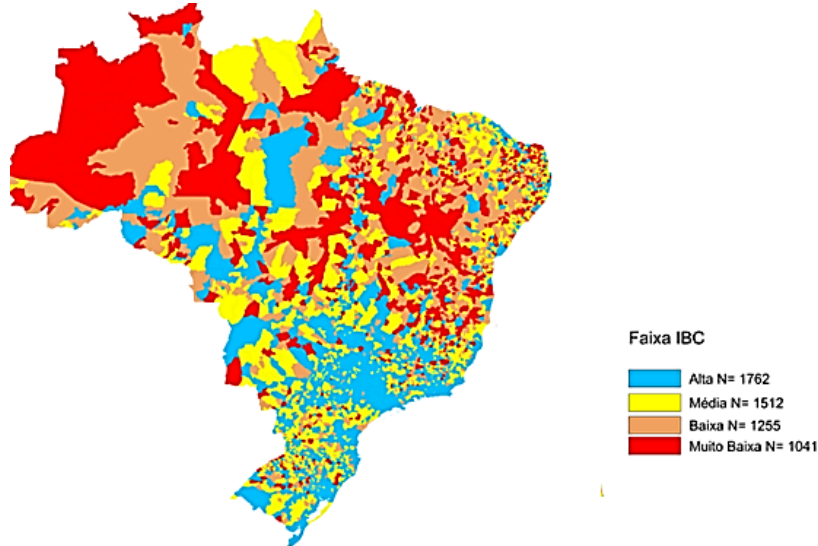 Faixa IBC
Alta N= 1762
Média N= 1512
Baixa N= 1255
Muito Baixa N= 1041